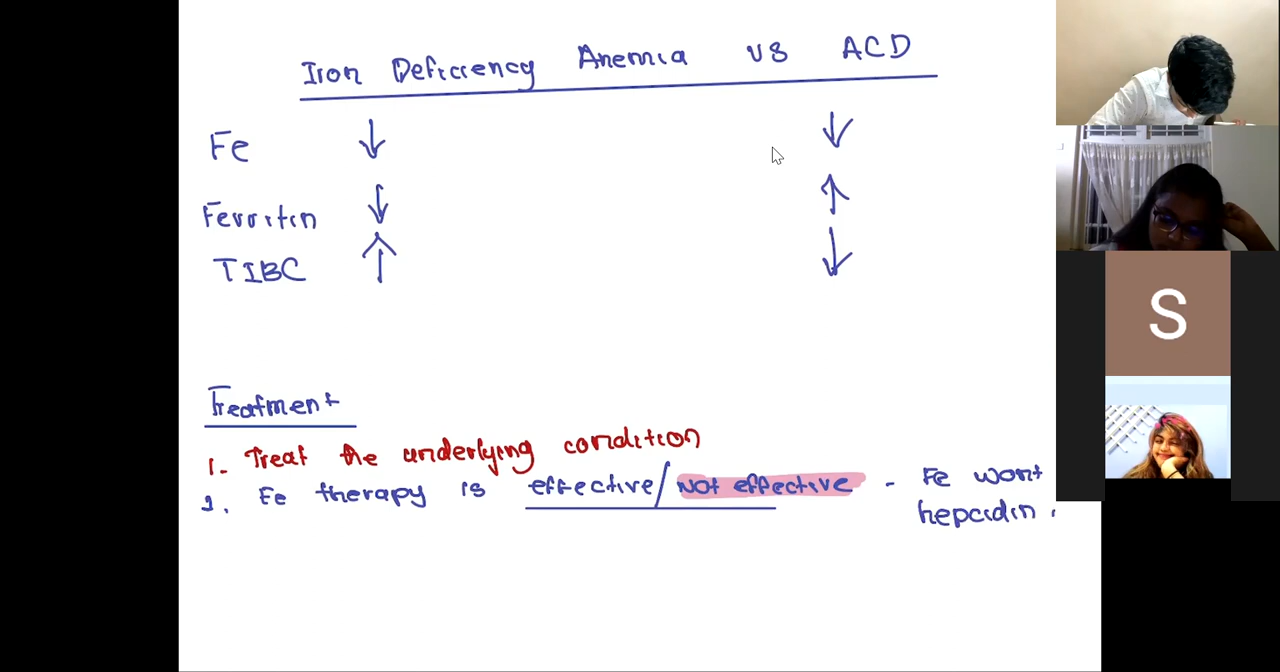 Iron Deficiency Anemia vs ACD
Fe ↓ ↓
Ferritin ↓ ↑
TIBC ↑ ↓
Treatment
1. Treat the underlying condition
2. Fe therapy is effective/Not effective - Fe wont
hepcidin
S